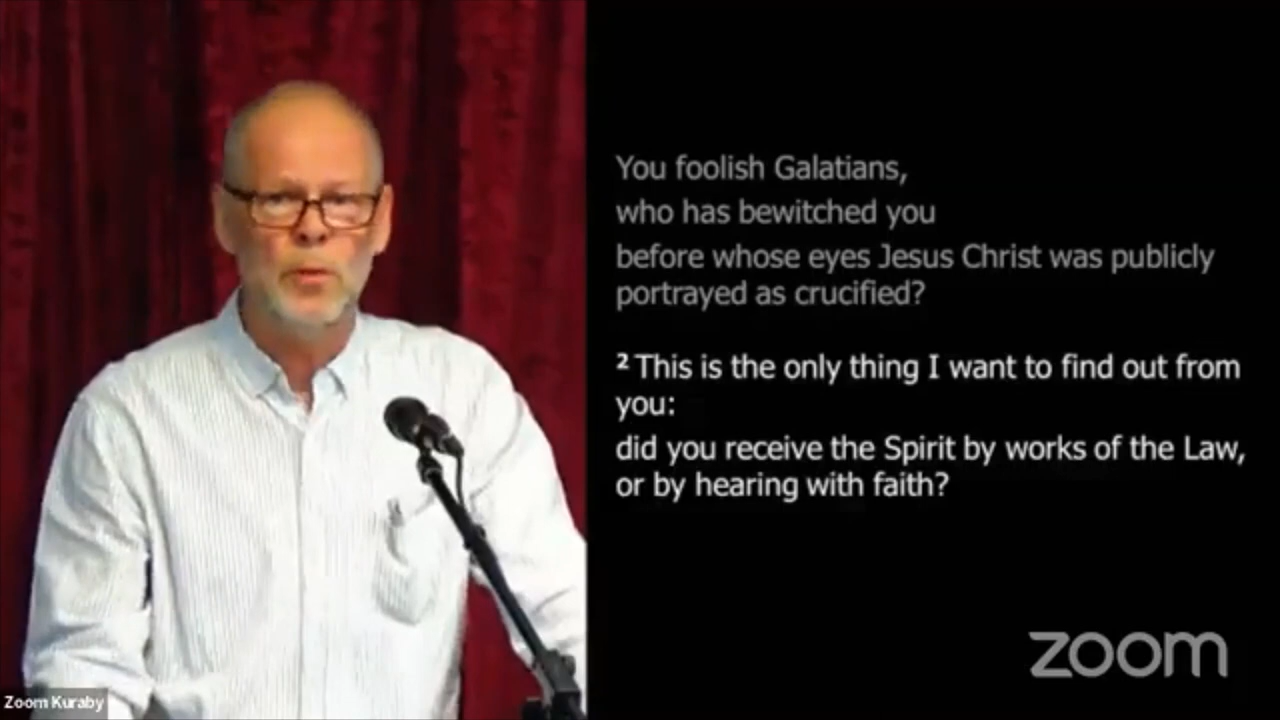 You foolish Galatians,
who has bewitched you
before whose eyes Jesus Christ was publicly
portrayed as crucified?
² This is the only thing I want to find out from
you:
did you receive the Spirit by works of the Law,
or by hearing with faith?
zoom
Zoom Kuraby